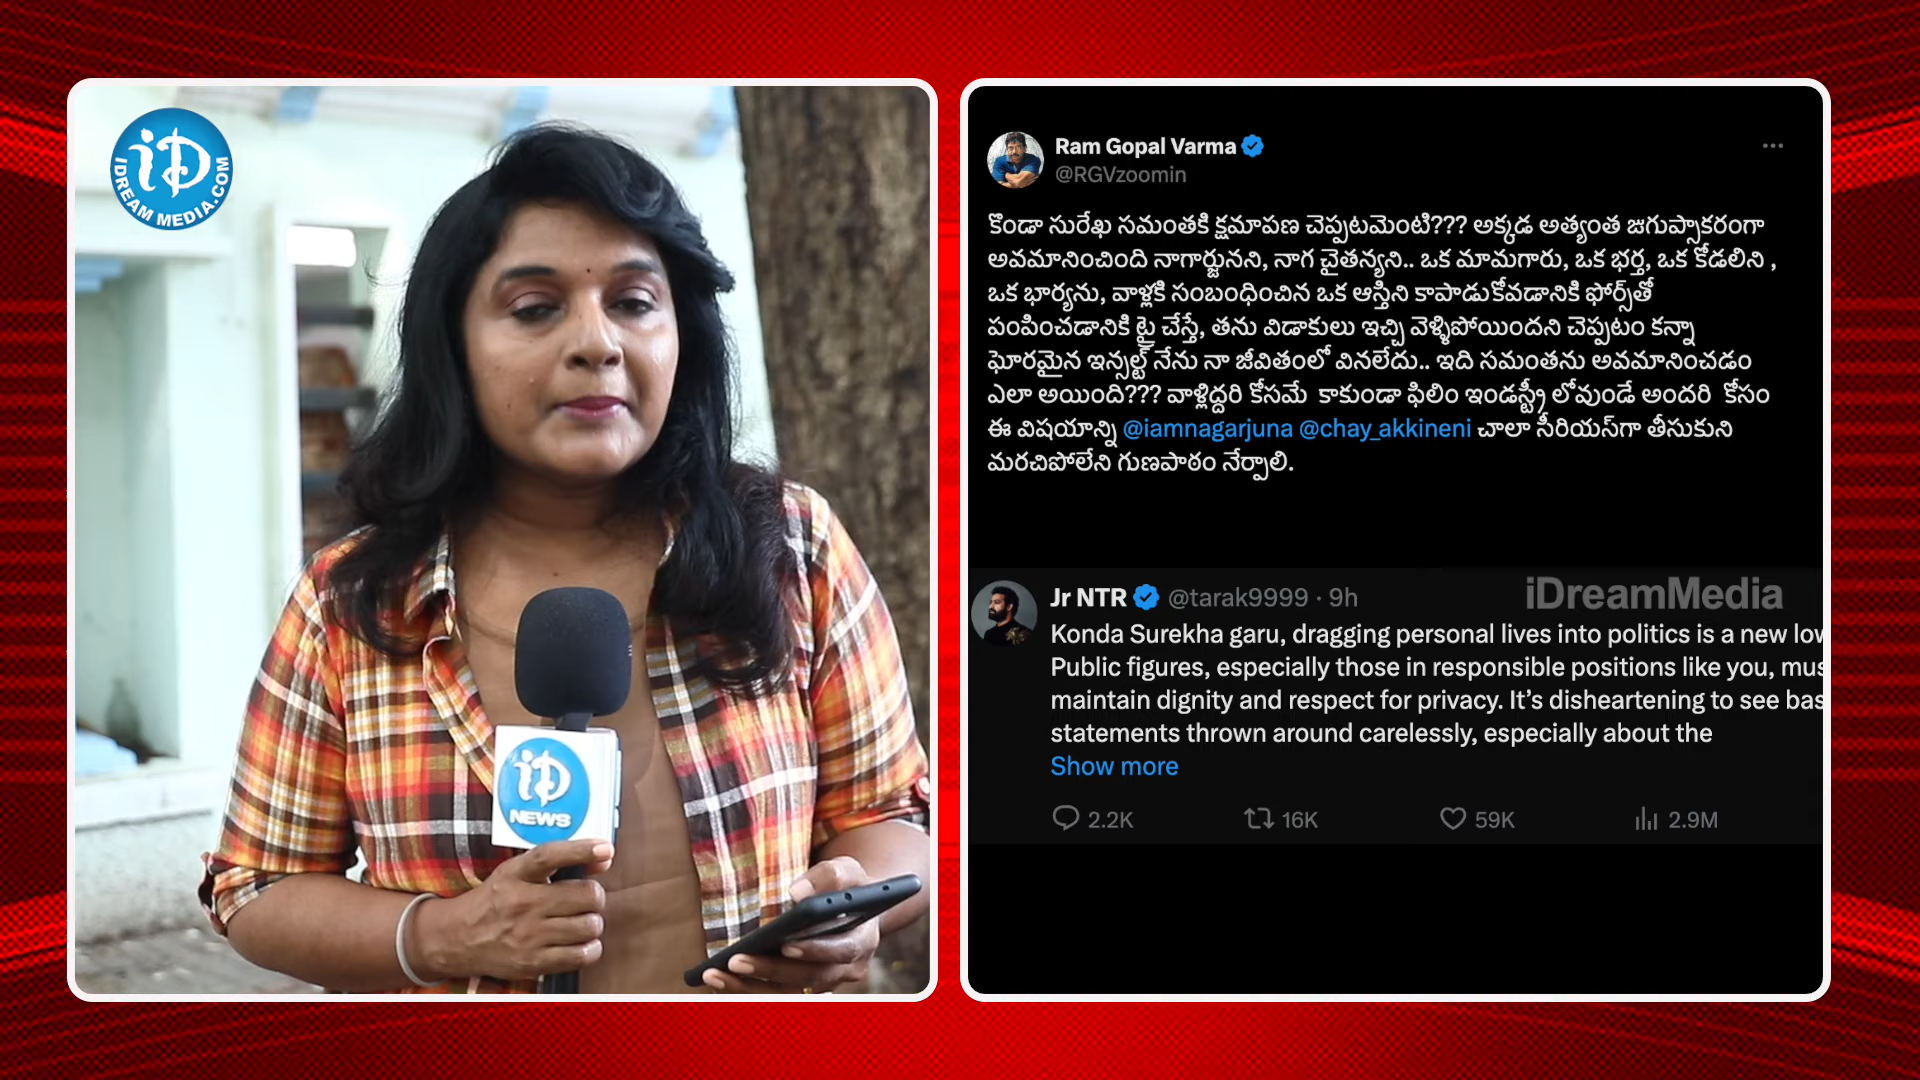 iD
IDREAM MEDIA.COM
iD
NEWS
Ram Gopal Varma
@RGVzoomin
కొండా సురేఖ సమంతకి క్షమాపణ చెప్పటమెంటి??? అక్కడ అత్యంత జుగుప్సాకరంగా
అవమానించింది నాగార్జునని, నాగ చైతన్యని.. ఒక మామగారు, ఒక భర్త, ఒక కోడలిని ,
ఒక భార్యను, వాళ్లకి సంబంధించిన ఒక ఆస్తిని కాపాడుకోవడానికి ఫోర్స్‌తో
పంపించడానికి ట్రై చేస్తే, తను విడాకులు ఇచ్చి వెళ్ళిపోయిందని చెప్పటం కన్నా
ఘోరమైన ఇన్సల్ట్ నేను నా జీవితంలో వినలేదు.. ఇది సమంతను అవమానించడం
ఎలా అయింది??? వాళ్లిద్దరి కోసమే కాకుండా ఫిలిం ఇండస్ట్రీ లోవుండే అందరి కోసం
ఈ విషయాన్ని @iamnagarjuna @chay_akkineni చాలా సీరియస్‌గా తీసుకుని
మరచిపోలేని గుణపాఠం నేర్పాలి.
iDreamMedia
Jr NTR @tarak9999 · 9h
Konda Surekha garu, dragging personal lives into politics is a new low
Public figures, especially those in responsible positions like you, mus
maintain dignity and respect for privacy. It’s disheartening to see bas
statements thrown around carelessly, especially about the
Show more
2.2K 16K 59K 2.9M